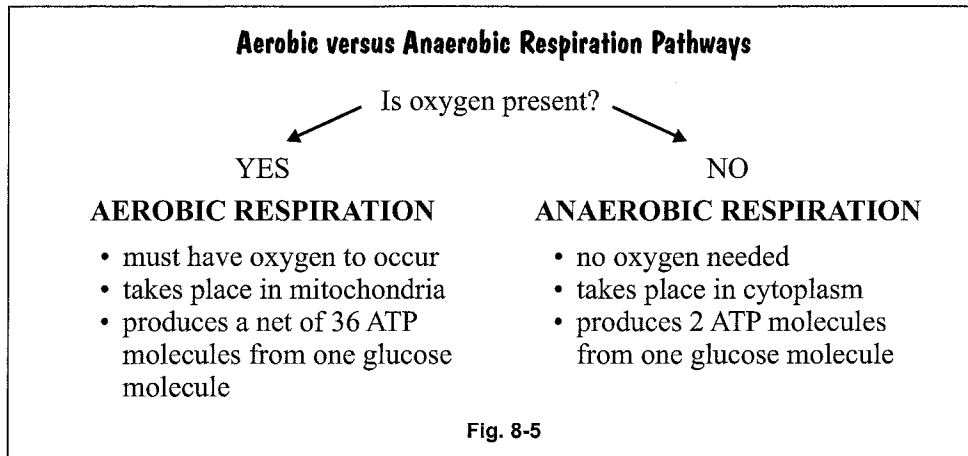 Aerobic versus Anaerobic Respiration Pathways
Is oxygen present?
YES
AEROBIC RESPIRATION
• must have oxygen to occur
• takes place in mitochondria
• produces a net of 36 ATP
molecules from one glucose
molecule
NO
ANAEROBIC RESPIRATION
• no oxygen needed
• takes place in cytoplasm
• produces 2 ATP molecules
from one glucose molecule
Fig. 8-5